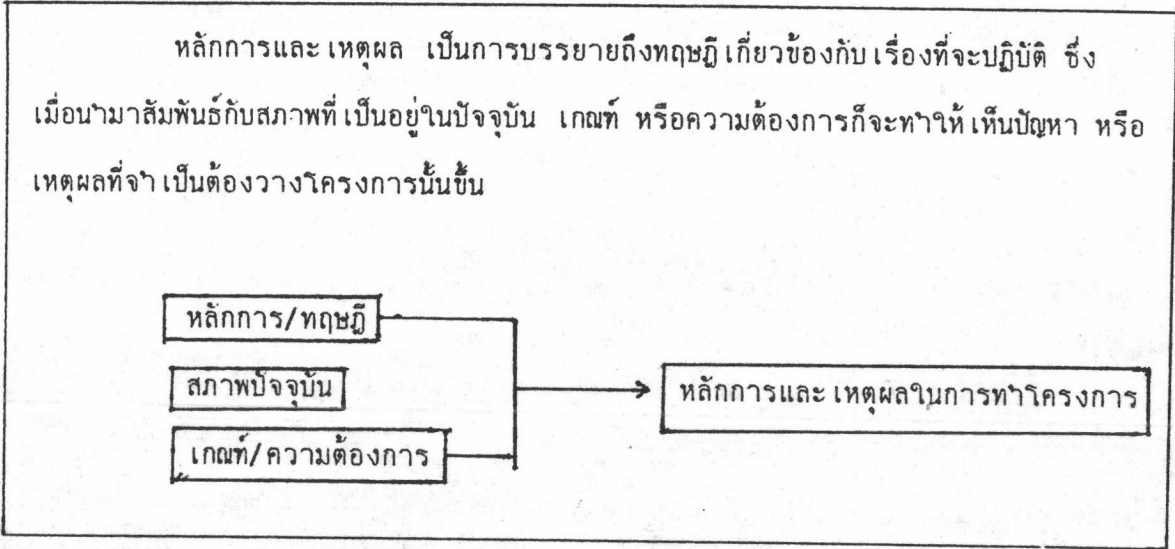 หลักการและเหตุผล เป็นการบรรยายถึงทฤษฎีเกี่ยวข้องกับเรื่องที่จะปฏิบัติ ซึ่ง
เมื่อนำมาสัมพันธ์กับสภาพที่เป็นอยู่ในปัจจุบัน เกณฑ์ หรือความต้องการก็จะทำให้เห็นปัญหา หรือ
เหตุผลที่จำเป็นต้องวางโครงการนั้นขึ้น
หลักการ/ทฤษฎี
สภาพปัจจุบัน
เกณฑ์/ความต้องการ
หลักการและเหตุผลในการทำโครงการ